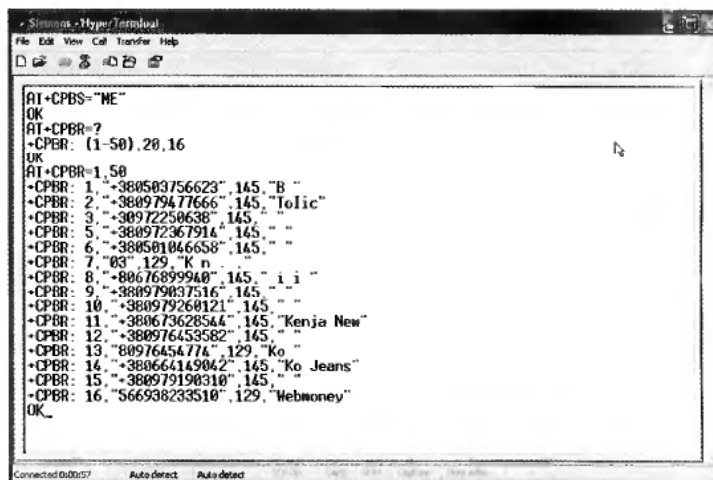 Siemens - HyperTerminal
File Edit View Call Transfer Help
AT+CPBS="ME"
OK
AT+CPBR=?
+CPBR: (1-50),20,16
OK
AT+CPBR=1,50
+CPBR: 1,"+380503756623",145,"B "
+CPBR: 2,"+380979477666",145,"Tolic"
+CPBR: 3,"+30972250638",145," "
+CPBR: 5,"+380972367914",145," "
+CPBR: 6,"+380501046658",145," "
+CPBR: 7,"03",129,"K n . . "
+CPBR: 8,"+80676899940",145," i i "
+CPBR: 9,"+380979037516",145," "
+CPBR: 10,"+380979260121",145," "
+CPBR: 11,"+380673628544",145,"Kenja New"
+CPBR: 12,"+380976453582",145," "
+CPBR: 13,"80976454774",129,"Ko "
+CPBR: 14,"+380664149042",145,"Ko Jeans"
+CPBR: 15,"+380979190310",145," "
+CPBR: 16,"566938233510",129,"Webmoney"
OK_
Connected 0:00:57 Auto detect Auto detect